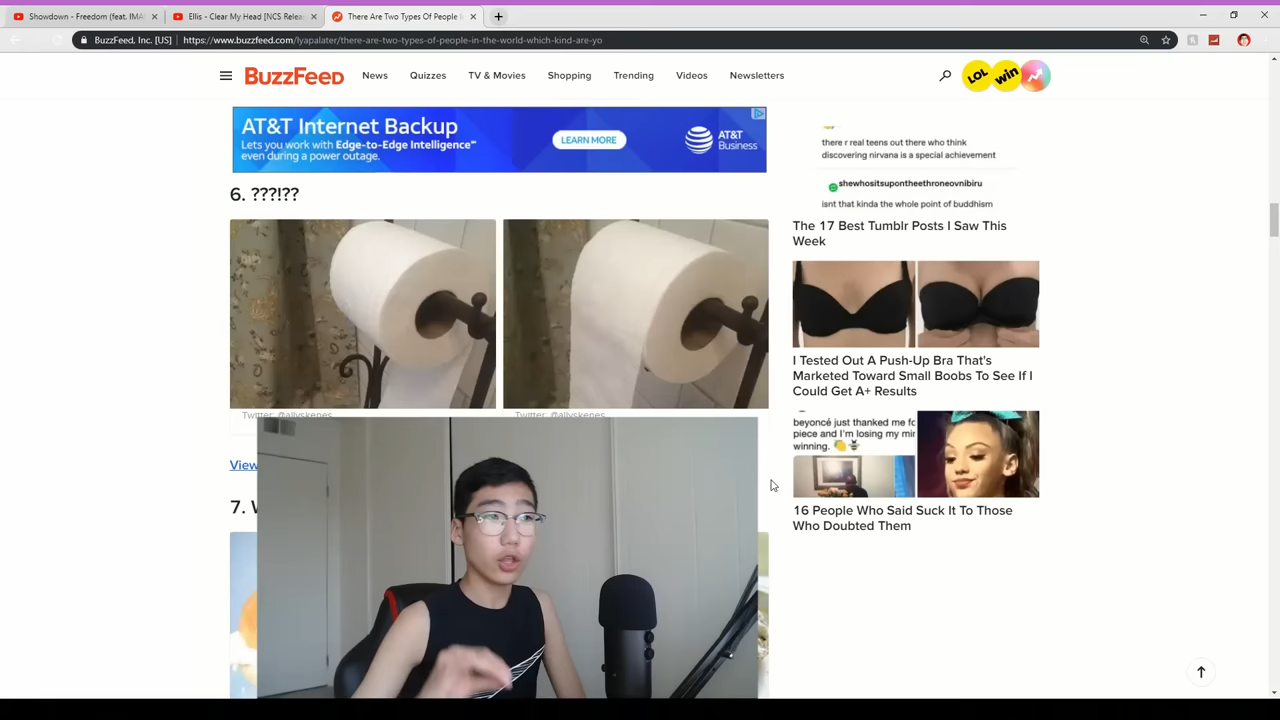 Showdown - Freedom (feat. IMA
Ellis - Clear My Head [NCS Relea
There Are Two Types Of People
BuzzFeed, Inc. [US] | https://www.buzzfeed.com/lyapalater/there-are-two-types-of-people-in-the-world-which-kind-are-yo
BuzzFeed
News
Quizzes
TV & Movies
Shopping
Trending
Videos
Newsletters
LOL
win
AT&T Internet Backup
Lets you work with Edge-to-Edge Intelligence℠
even during a power outage.
LEARN MORE
AT&T
Business
6. ???!??
Twitter: @allyskenes
Twitter: @allyskenes
View
7. W
there r real teens out there who think
discovering nirvana is a special achievement
shewhositsupontheethroneovnibiru
isnt that kinda the whole point of buddhism
The 17 Best Tumblr Posts I Saw This
Week
I Tested Out A Push-Up Bra That's
Marketed Toward Small Boobs To See If I
Could Get A+ Results
beyoncé just thanked me fo
piece and I'm losing my min
winning. 🍋🐝
16 People Who Said Suck It To Those
Who Doubted Them